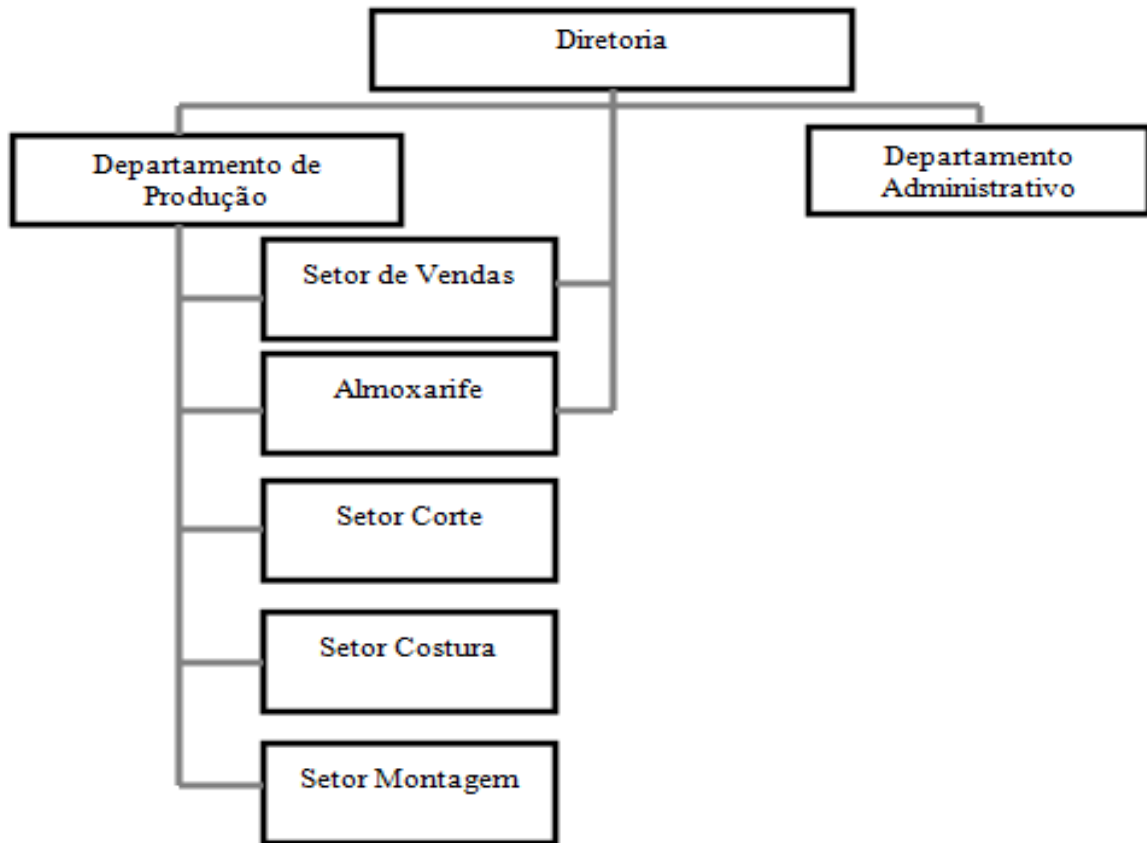 Diretoria
Departamento de
Produção
Departamento
Administrativo
Setor de Vendas
Almoxarife
Setor Corte
Setor Costura
Setor Montagem